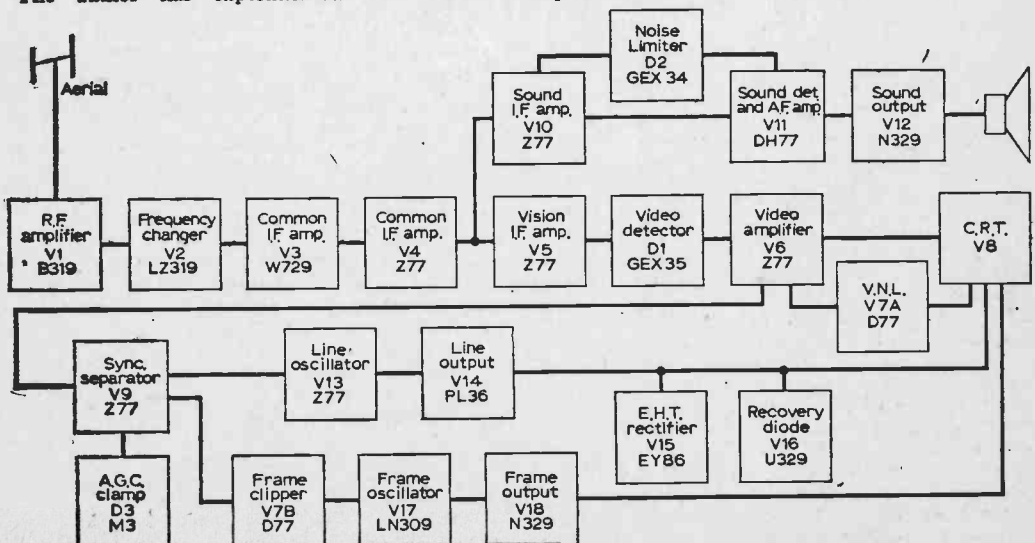 Aerial
Noise
Limiter
D2
GEX 34
Sound
I.F. amp.
V10
Z77
Sound det.
and A.F. amp.
V11
DH77
Sound
output
V12
N329
R.F.
amplifier
V1
B319
Frequency
changer
V2
LZ319
Common
I.F. amp.
V3
W729
Common
I.F. amp.
V4
Z77
Vision
I.F. amp.
V5
Z77
Video
detector
D1
GEX35
Video
amplifier
V6
Z77
C.R.T.
V8
V.N.L.
V7A
D77
Sync.
separator
V9
Z77
Line
oscillator
V13
Z77
Line
output
V14
PL36
E.H.T.
rectifier
V15
EY86
Recovery
diode
V16
U329
A.G.C.
clamp
D3
M3
Frame
clipper
V7B
D77
Frame
oscillator
V17
LN309
Frame
output
V18
N329